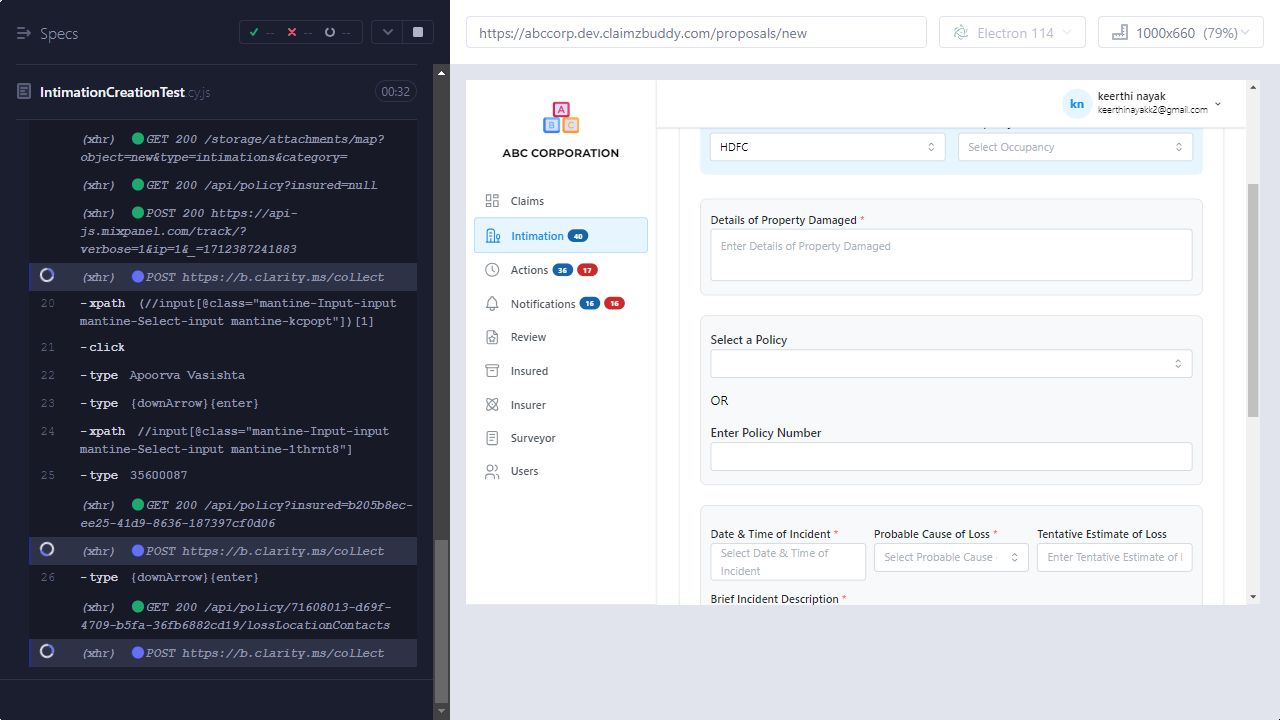 Specs
-- -- --
IntimationCreationTest.cy.js
00:32
(xhr) GET 200 /storage/attachments/map?
object=new&type=intimations&category=
(xhr) GET 200 /api/policy?insured=null
(xhr) POST 200 https://api-
js.mixpanel.com/track/?
verbose=1&ip=1&_=1712387241883
(xhr) POST https://b.clarity.ms/collect
20 -xpath (//input[@class="mantine-Input-input
mantine-Select-input mantine-kcpopt"])[1]
21 -click
22 -type Apoorva Vasishta
23 -type {downArrow}{enter}
24 -xpath //input[@class="mantine-Input-input
mantine-Select-input mantine-1thrnt8"]
25 -type 35600087
(xhr) GET 200 /api/policy?insured=b205b8ec-
ee25-41d9-8636-187397cf0d06
(xhr) POST https://b.clarity.ms/collect
26 -type {downArrow}{enter}
(xhr) GET 200 /api/policy/71608013-d69f-
4709-b5fa-36fb6882cd19/lossLocationContacts
(xhr) POST https://b.clarity.ms/collect
https://abccorp.dev.claimzbuddy.com/proposals/new
Electron 114
1000x660 (79%)
A
B C
ABC CORPORATION
Claims
Intimation 40
Actions 36 17
Notifications 16 16
Review
Insured
Insurer
Surveyor
Users
kn
keerthi nayak
keerthinayakk2@gmail.com
HDFC
Select Occupancy
Details of Property Damaged *
Enter Details of Property Damaged
Select a Policy
OR
Enter Policy Number
Date & Time of Incident *
Select Date & Time of
Incident
Probable Cause of Loss *
Select Probable Cause
Tentative Estimate of Loss
Enter Tentative Estimate of
Brief Incident Description *